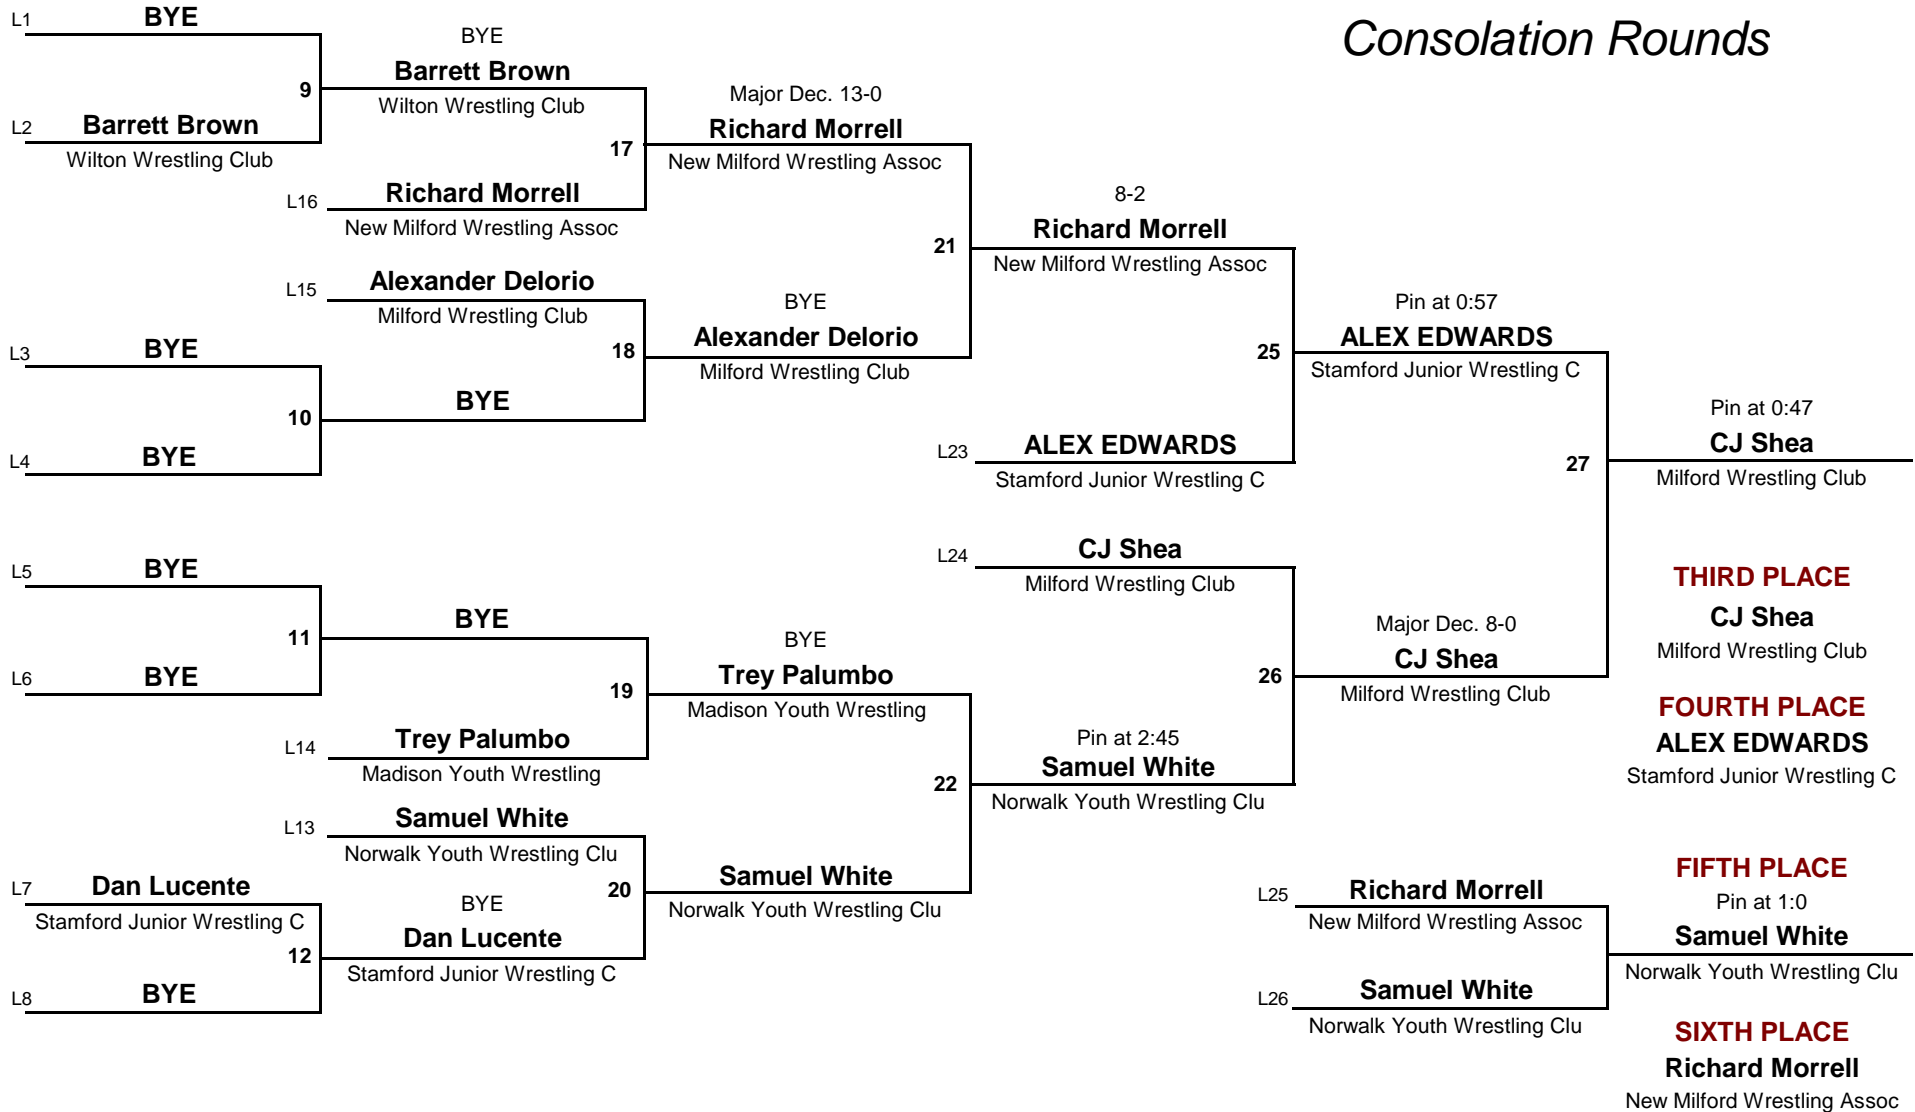 Consolation Rounds
L1
BYE
9
L2
Barrett Brown
Wilton Wrestling Club
BYE
Barrett Brown
Wilton Wrestling Club
17
L16
Richard Morrell
New Milford Wrestling Assoc
Major Dec. 13-0
Richard Morrell
New Milford Wrestling Assoc
21
L15
Alexander Delorio
Milford Wrestling Club
18
L3
BYE
10
L4
BYE
BYE
BYE
Alexander Delorio
Milford Wrestling Club
8-2
Richard Morrell
New Milford Wrestling Assoc
25
L23
ALEX EDWARDS
Stamford Junior Wrestling C
Pin at 0:57
ALEX EDWARDS
Stamford Junior Wrestling C
27
Pin at 0:47
CJ Shea
Milford Wrestling Club
L5
BYE
11
L6
BYE
BYE
19
L14
Trey Palumbo
Madison Youth Wrestling
BYE
Trey Palumbo
Madison Youth Wrestling
22
L13
Samuel White
Norwalk Youth Wrestling Clu
20
L7
Dan Lucente
Stamford Junior Wrestling C
12
L8
BYE
BYE
Dan Lucente
Stamford Junior Wrestling C
Samuel White
Norwalk Youth Wrestling Clu
L24
CJ Shea
Milford Wrestling Club
26
Pin at 2:45
Samuel White
Norwalk Youth Wrestling Clu
Major Dec. 8-0
CJ Shea
Milford Wrestling Club
THIRD PLACE
CJ Shea
Milford Wrestling Club
FOURTH PLACE
ALEX EDWARDS
Stamford Junior Wrestling C
L25
Richard Morrell
New Milford Wrestling Assoc
L26
Samuel White
Norwalk Youth Wrestling Clu
FIFTH PLACE
Pin at 1:0
Samuel White
Norwalk Youth Wrestling Clu
SIXTH PLACE
Richard Morrell
New Milford Wrestling Assoc